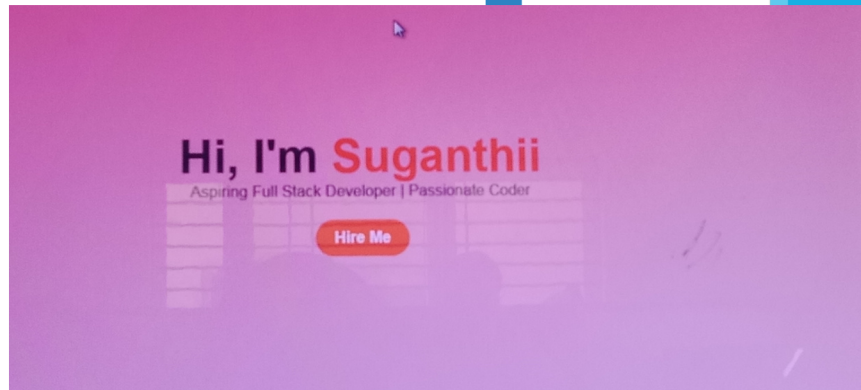 Hi, I'm Suganthii
Aspiring Full Stack Developer | Passionate Coder
Hire Me